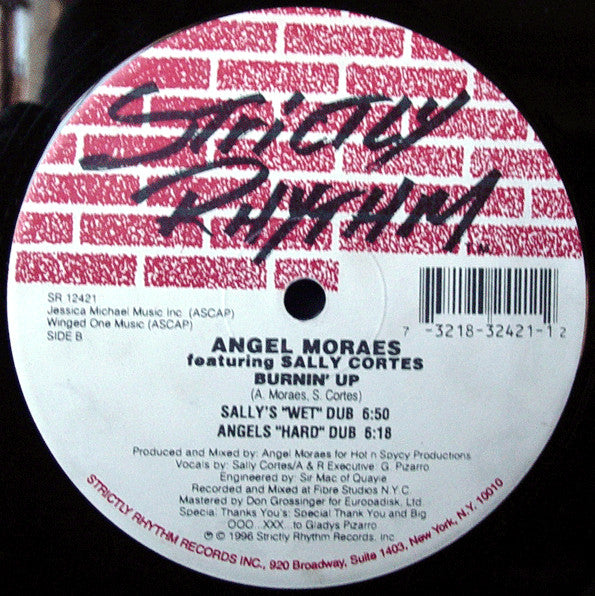 STRICTLY
RHYTHM TM
SR 12421
Jessica Michael Music Inc. (ASCAP)
Winged One Music (ASCAP)
SIDE B
7 -3218-32421-1 2
ANGEL MORAES
featuring SALLY CORTES
BURNIN' UP
(A. Moraes, S. Cortes)
SALLY'S "WET" DUB 6:50
ANGELS "HARD" DUB 6:18
Produced and Mixed by: Angel Moraes for Hot n Spycy Productions
Vocals by: Sally Cortes/A & R Executive: G. Pizarro
Engineered by: Sir Mac of Quayle
Recorded and Mixed at Fibre Studios N.Y.C.
Mastered by Don Grossinger for Europadisk, Ltd.
Special Thanks You's: Special Thank You and Big
OOO...XXX... to Gladys Pizarro
℗ © 1996 Strictly Rhythm Records, Inc
STRICTLY RHYTHM RECORDS INC., 920 Broadway, Suite 1403, New York, N.Y. 10010